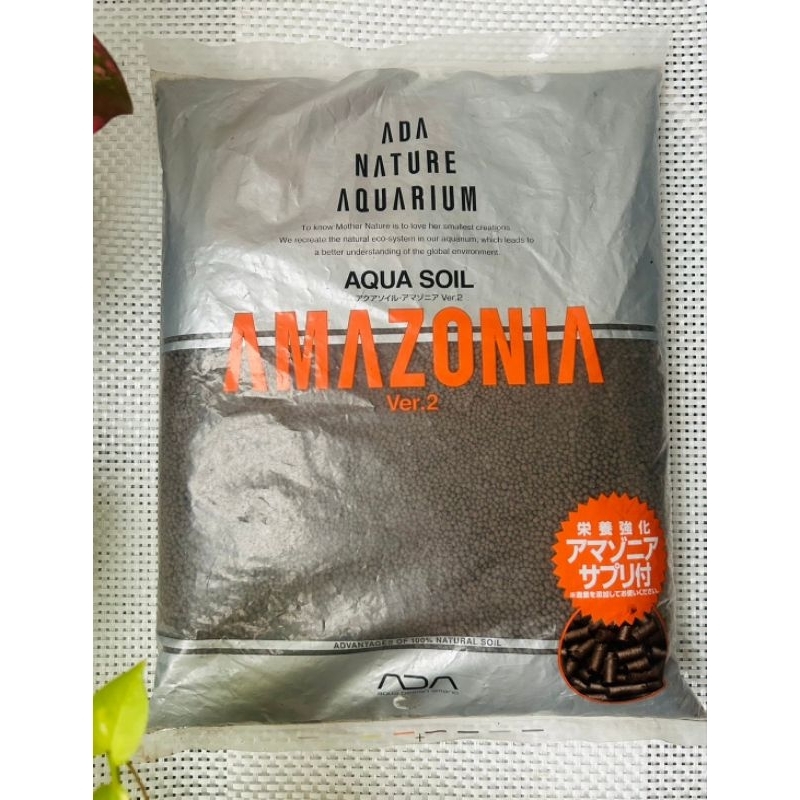 ADA
NATURE
AQUARIUM
To know Mother Nature is to love her smallest creations.
We recreate the natural eco-system in our aquarium, which leads to
a better understanding of the global environment.
AQUA SOIL
アクアソイル・アマゾニア Ver.2
AMAZONIA
Ver.2
栄養強化
アマゾニア
サプリ付
ADVANTAGES OF 100% NATURAL SOIL
ADA